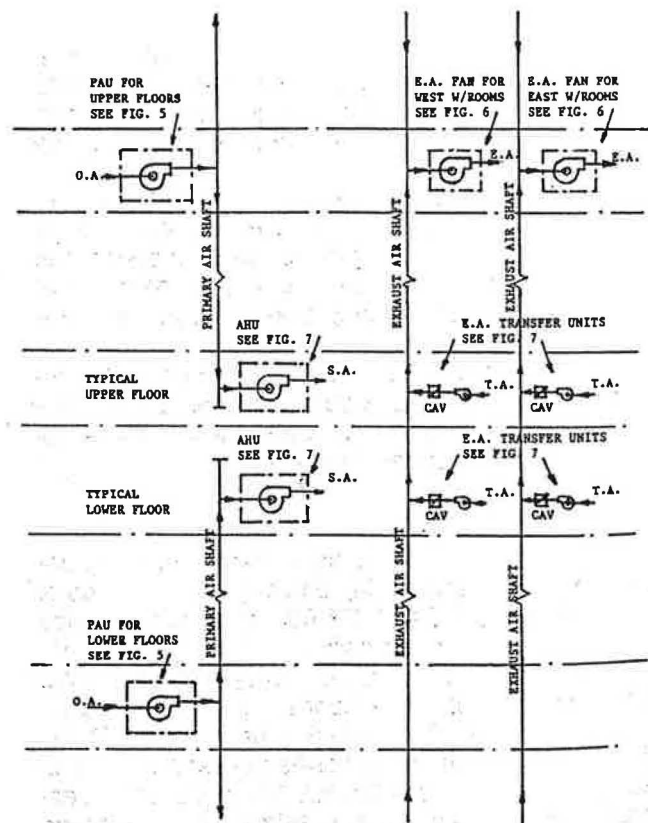 PAU FOR
UPPER FLOORS
SEE FIG. 5
E.A. FAN FOR
WEST W/ROOMS
SEE FIG. 6
E.A. FAN FOR
EAST W/ROOMS
SEE FIG. 6
O.A.
E.A.
E.A.
PRIMARY AIR SHAFT
EXHAUST AIR SHAFT
EXHAUST AIR SHAFT
AHU
SEE FIG. 7
S.A.
E.A. TRANSFER UNITS
SEE FIG. 7
TYPICAL
UPPER FLOOR
T.A.
CAV
T.A.
CAV
AHU
SEE FIG. 7
S.A.
E.A. TRANSFER UNITS
SEE FIG 7
TYPICAL
LOWER FLOOR
T.A.
CAV
T.A.
CAV
PRIMARY AIR SHAFT
EXHAUST AIR SHAFT
EXHAUST AIR SHAFT
PAU FOR
LOWER FLOORS
SEE FIG. 5
O.A.